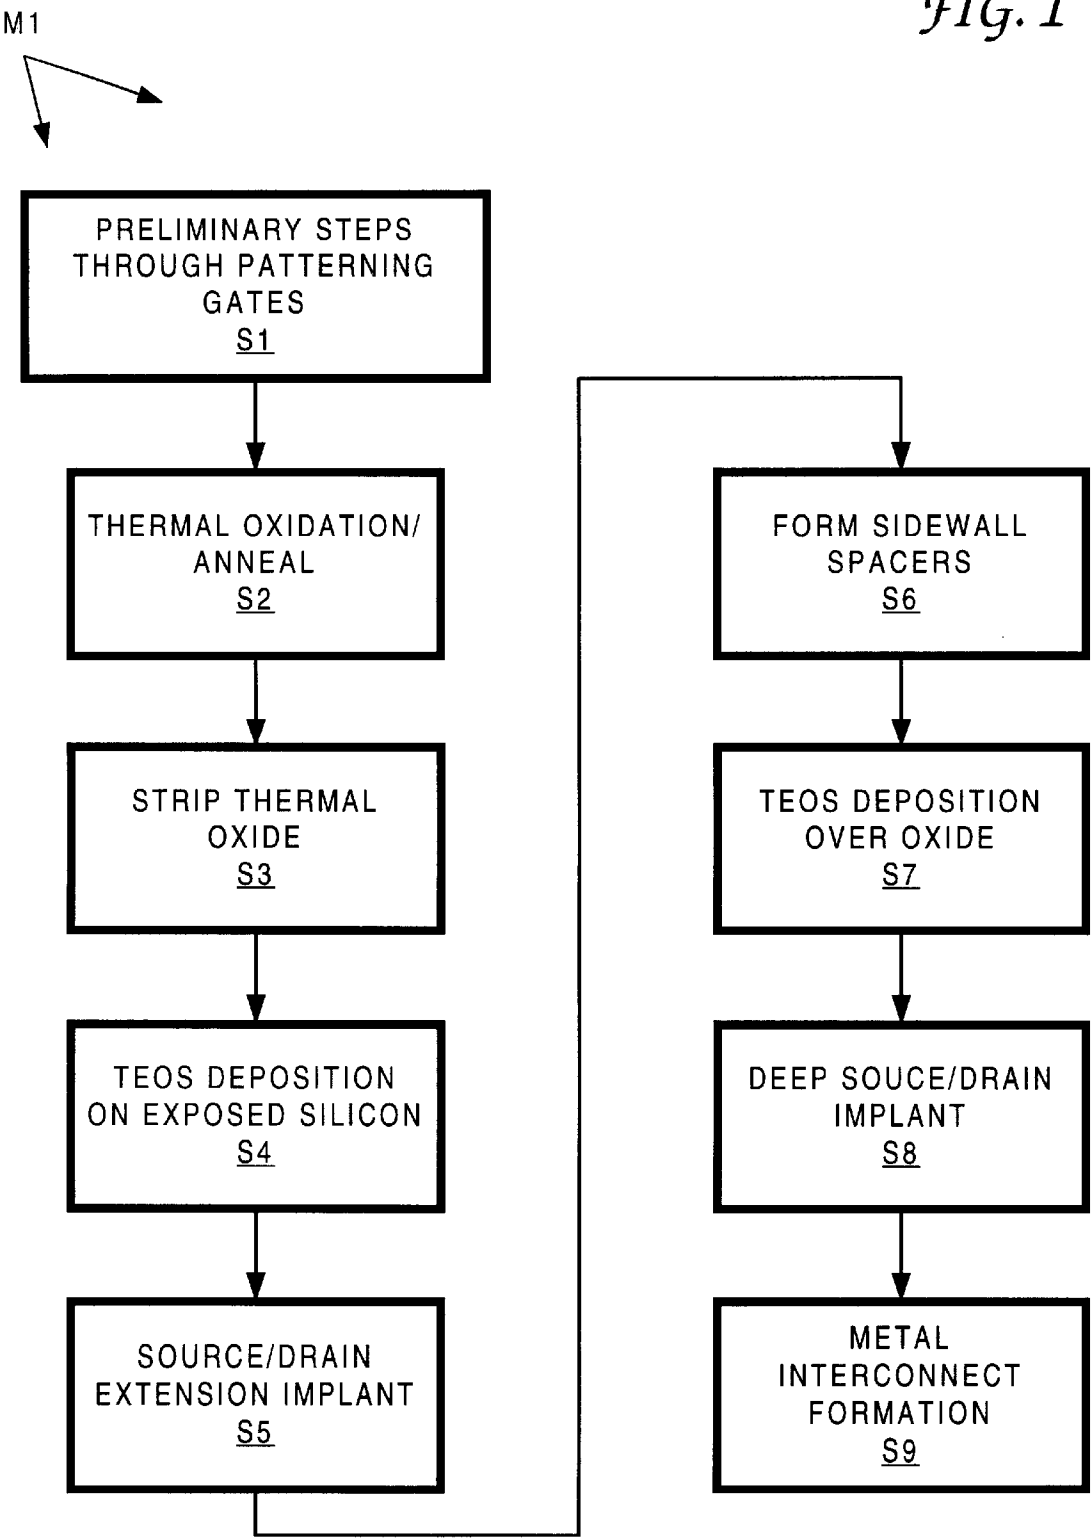 M1
FIG. 1
PRELIMINARY STEPS
THROUGH PATTERNING
GATES
S1
THERMAL OXIDATION/
ANNEAL
S2
STRIP THERMAL
OXIDE
S3
TEOS DEPOSITION
ON EXPOSED SILICON
S4
SOURCE/DRAIN
EXTENSION IMPLANT
S5
FORM SIDEWALL
SPACERS
S6
TEOS DEPOSITION
OVER OXIDE
S7
DEEP SOUCE/DRAIN
IMPLANT
S8
METAL
INTERCONNECT
FORMATION
S9